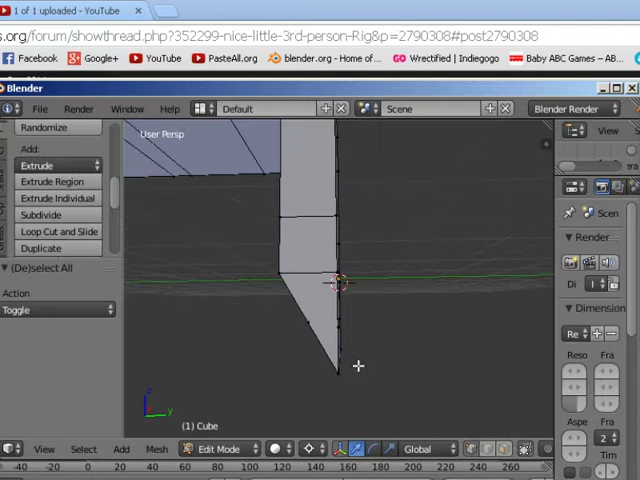 1 of 1 uploaded - YouTube
s.org/forum/showthread.php?352299-nice-little-3rd-person-Rig&p=2790308#post2790308
Facebook Google+ YouTube PasteAll.org blender.org - Home of... Wrectified | Indiegogo Baby ABC Games – AB...
Blender
File Render Window Help Default Scene Blender Render
Randomize
Add:
Extrude
Extrude Region
Extrude Individual
Subdivide
Loop Cut and Slide
Duplicate
(De)select All
Action
Toggle
User Persp
z
y
(1) Cube
View
Scen
Render
Di
Dimension
Re
Reso Fra
Aspe Fra
2
View Select Add Mesh Edit Mode Global
-40 -20 0 20 40 60 80 100 120 140 160 180 200 220 240 260